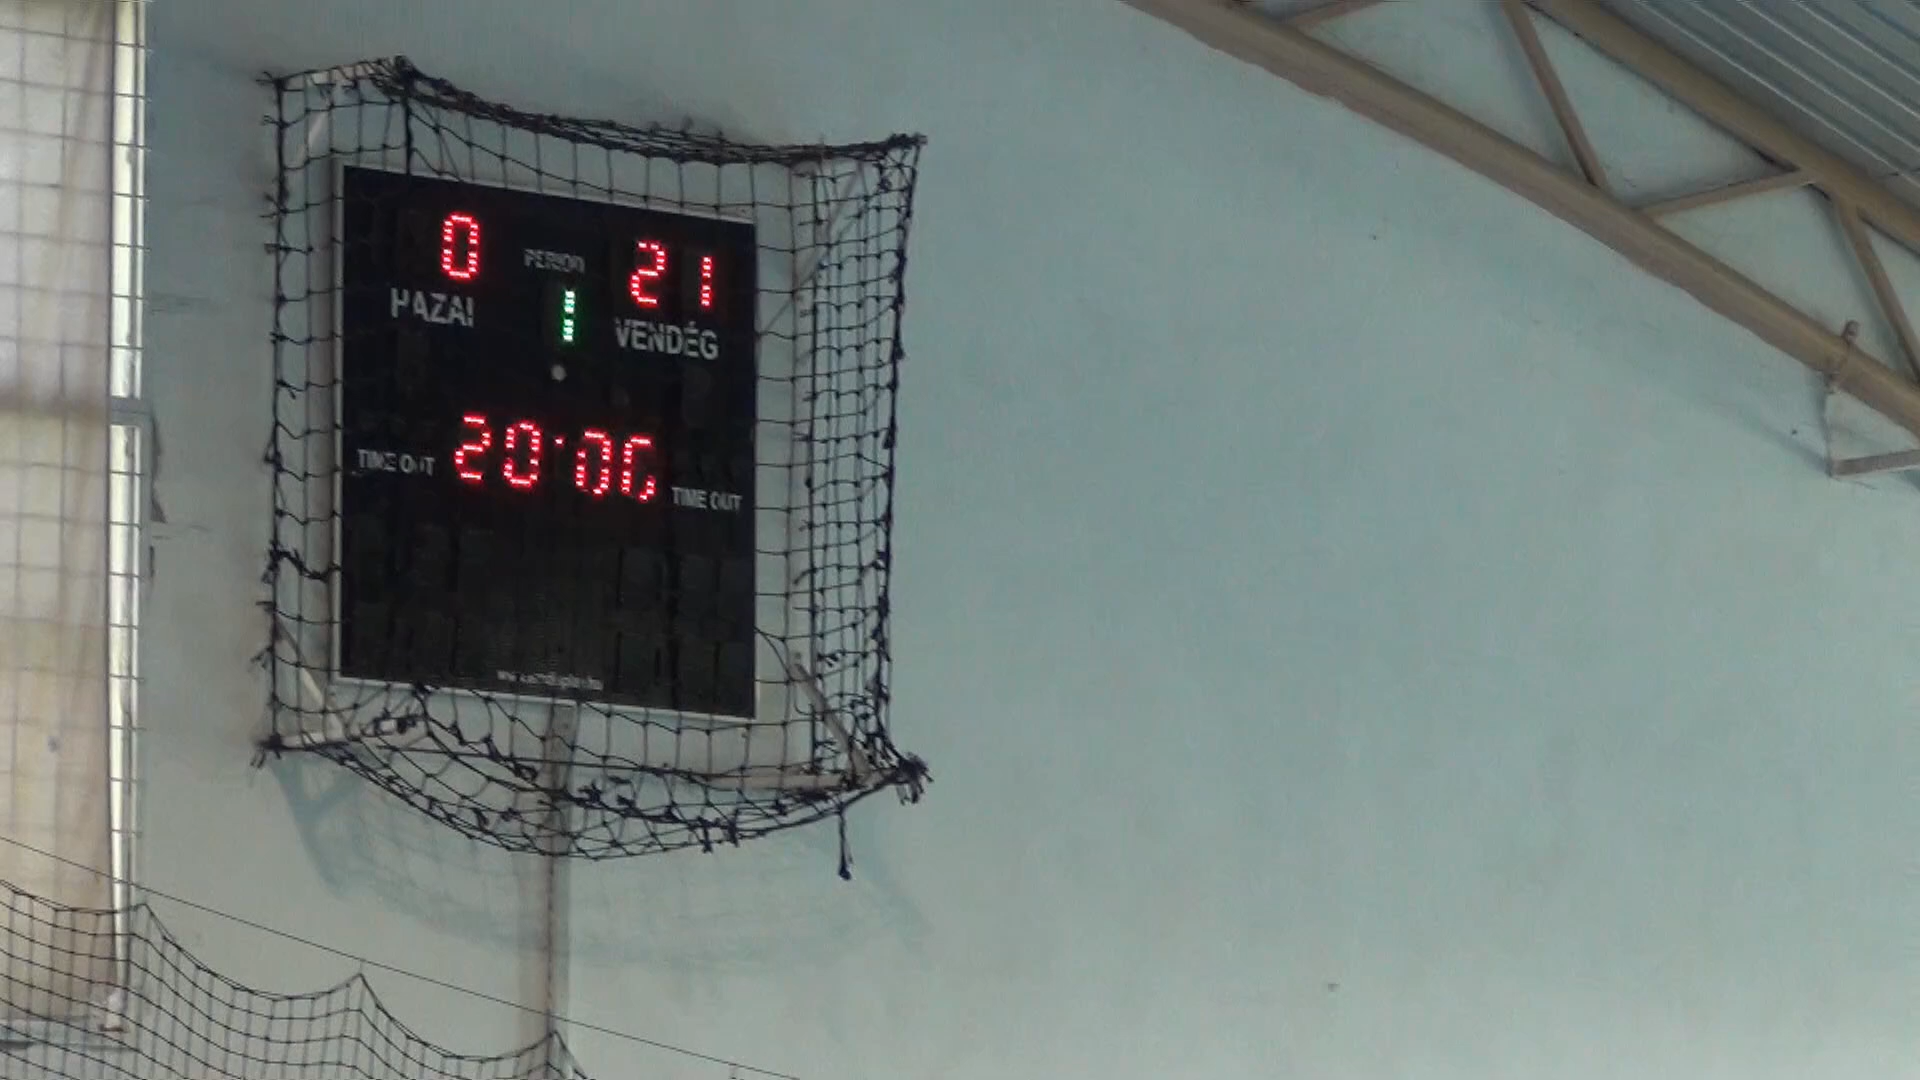 0 PERIOD 21
HAZAI 1 VENDÉG
TIME OUT 20:00 TIME OUT